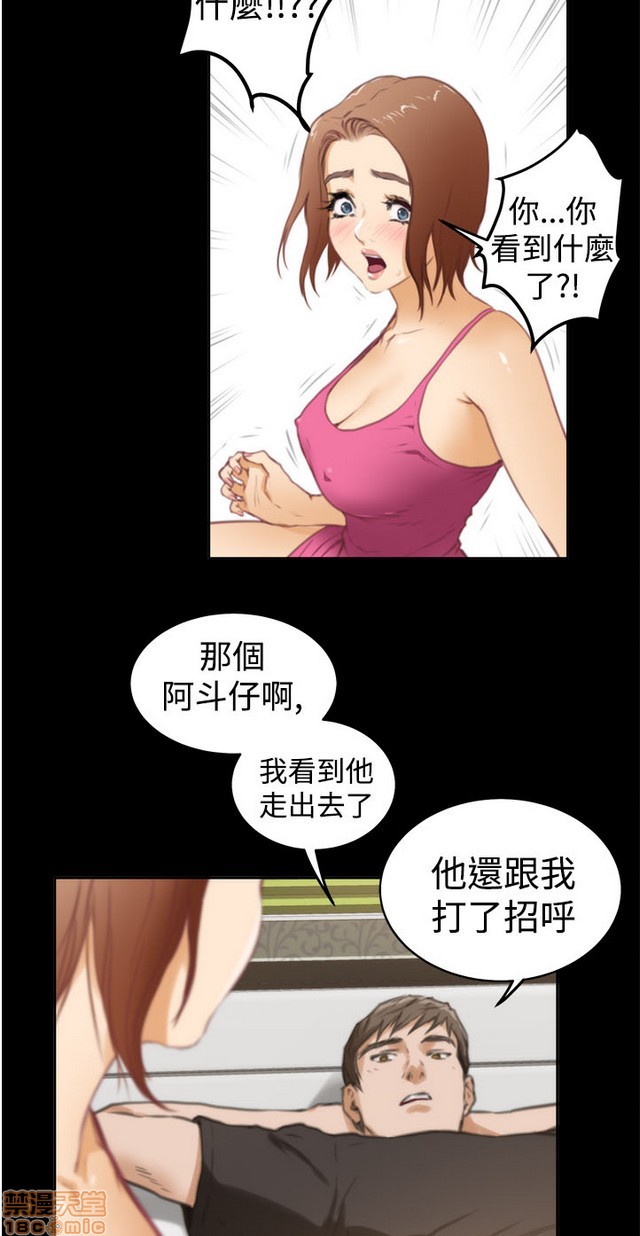 什麼!!??
你...你
看到什麼
了?!
那個
阿斗仔啊,
我看到他
走出去了
他還跟我
打了招呼
禁漫天堂
18comic